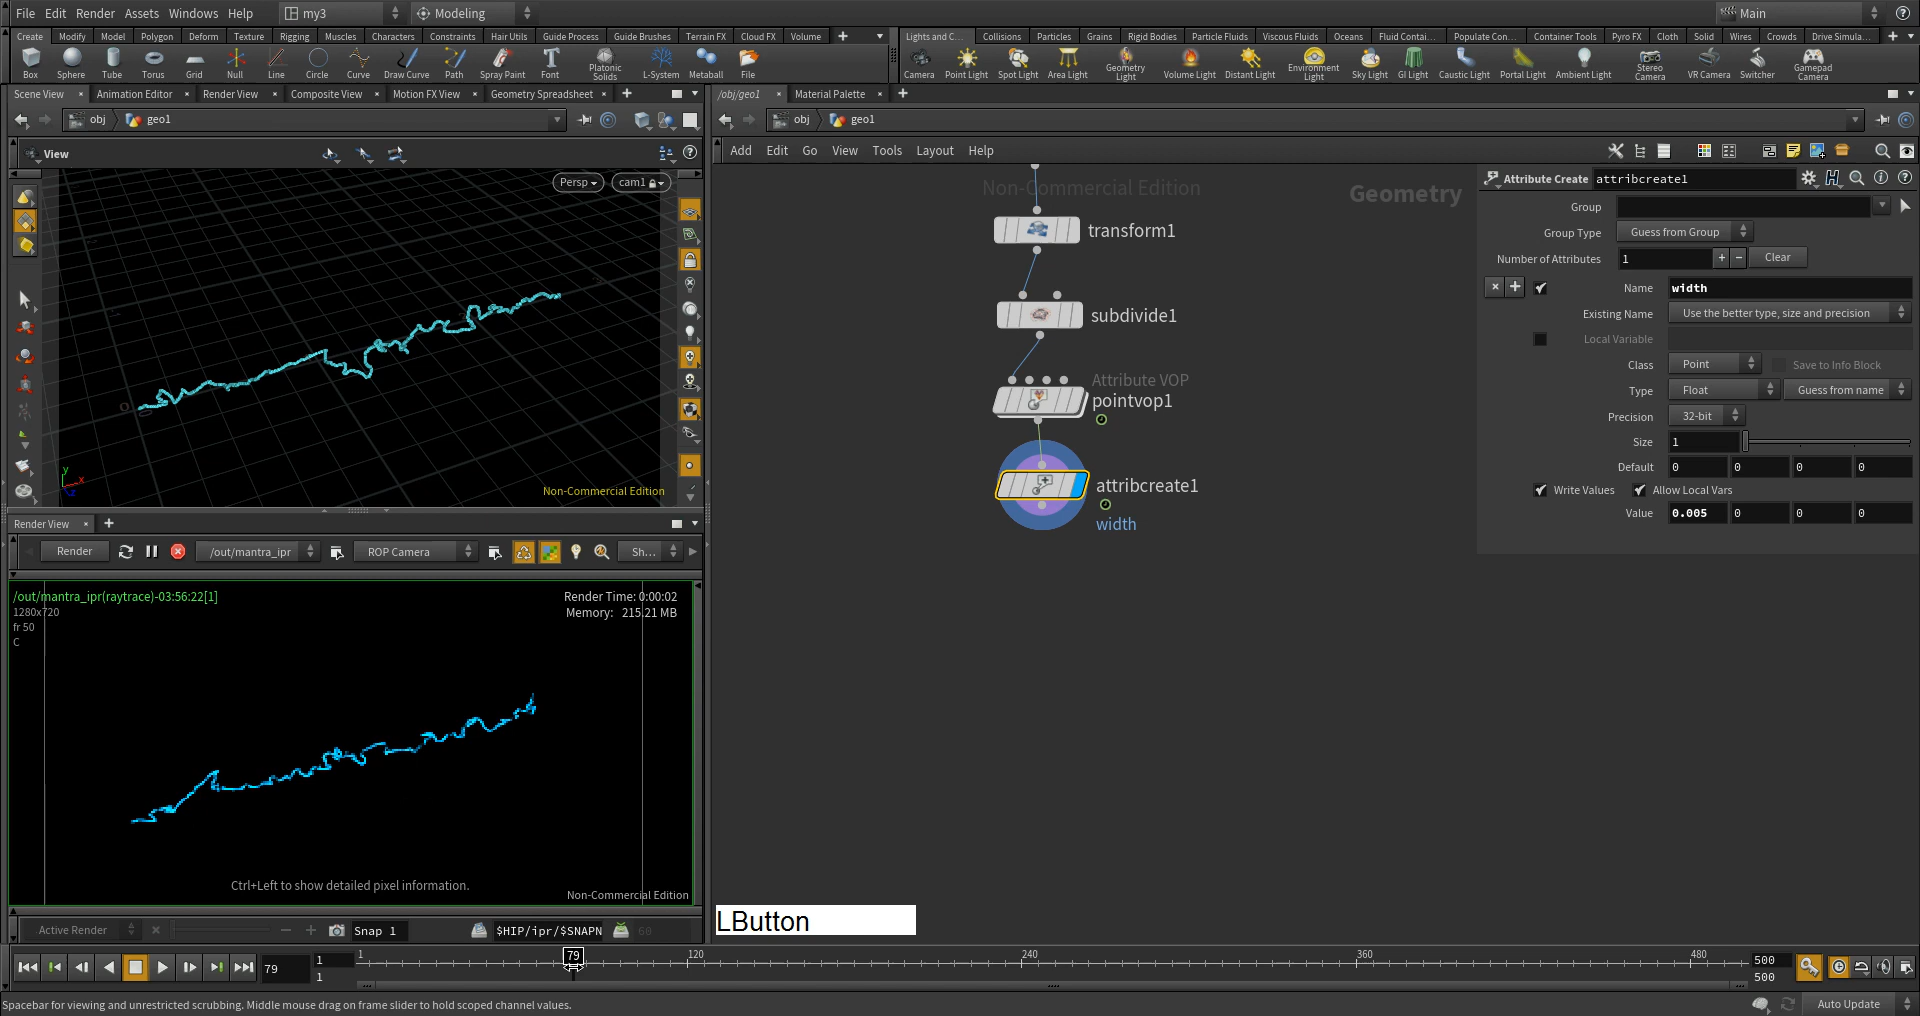 File Edit Render Assets Windows Help my3 Modeling Main
Create Modify Model Polygon Deform Texture Rigging Muscles Characters Constraints Hair Utils Guide Process Guide Brushes Terrain FX Cloud FX Volume
Lights and C... Collisions Particles Grains Rigid Bodies Particle Fluids Viscous Fluids Oceans Fluid Contai... Populate Con... Container Tools Pyro FX Cloth Solid Wires Crowds Drive Simula...
Box Sphere Tube Torus Grid Null Line Circle Curve Draw Curve Path Spray Paint Font Platonic Solids L-System Metaball File
Camera Point Light Spot Light Area Light Geometry Light Volume Light Distant Light Environment Light Sky Light GI Light Caustic Light Portal Light Ambient Light Stereo Camera VR Camera Switcher Gamepad Camera
Scene View Animation Editor Render View Composite View Motion FX View Geometry Spreadsheet
/obj/geo1 Material Palette
obj geo1
obj geo1
View
Persp cam1
y
x
Non-Commercial Edition
Add Edit Go View Tools Layout Help
Non-Commercial Edition
Geometry
transform1
subdivide1
Attribute VOP
pointvop1
attribcreate1
width
Attribute Create attribcreate1
Group
Group Type Guess from Group
Number of Attributes 1 Clear
Name width
Existing Name Use the better type, size and precision
Local Variable
Class Point Save to Info Block
Type Float Guess from name
Precision 32-bit
Size 1
Default 0 0 0 0
Write Values Allow Local Vars
Value 0.005 0 0 0
Render View
Render /out/mantra_ipr ROP Camera Sh...
/out/mantra_ipr(raytrace)-03:56:22[1]
1280x720
fr 50
C
Render Time: 0:00:02
Memory: 215.21 MB
Ctrl+Left to show detailed pixel information.
Non-Commercial Edition
Active Render Snap 1 $HIP/ipr/$SNAPN 60
LButton
79 1 1 1 79 120 240 360 480 500 500
Spacebar for viewing and unrestricted scrubbing. Middle mouse drag on frame slider to hold scoped channel values.
Auto Update